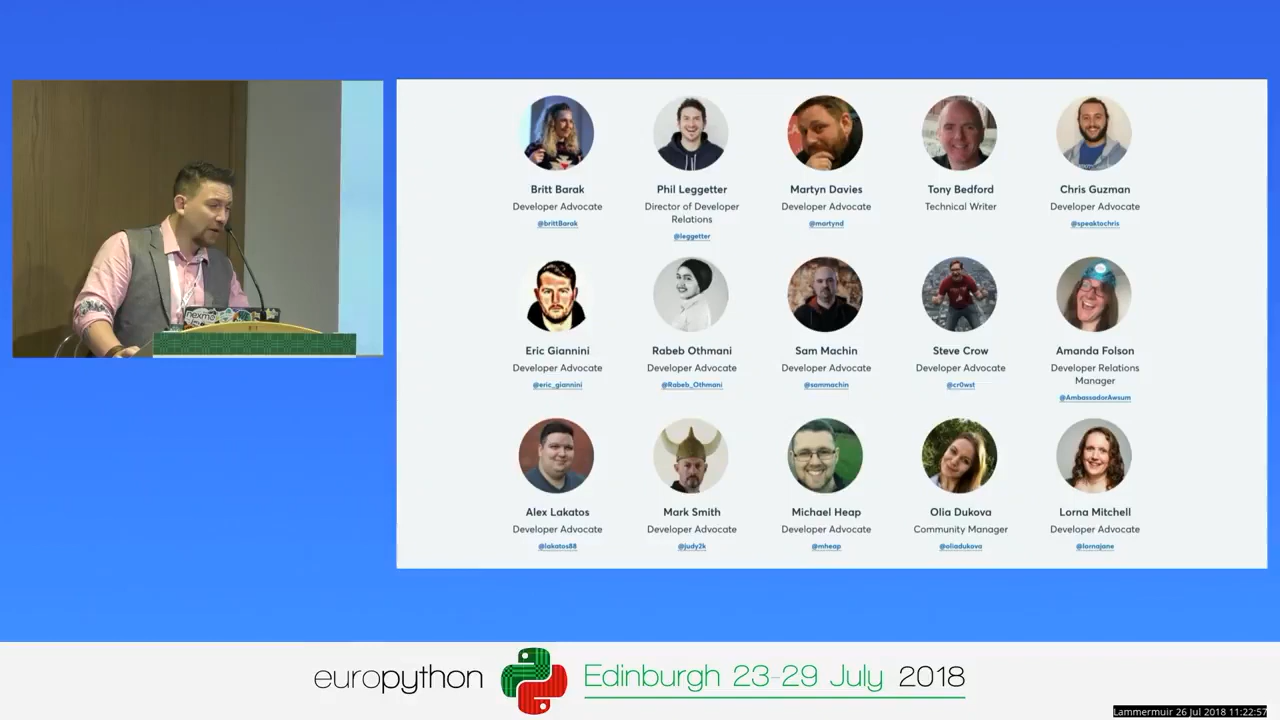 Britt Barak
Developer Advocate
@brittBarak
Phil Leggetter
Director of Developer
Relations
@leggetter
Martyn Davies
Developer Advocate
@martynd
Tony Bedford
Technical Writer
Chris Guzman
Developer Advocate
@speaktochris
Eric Giannini
Developer Advocate
@eric_giannini
Rabeb Othmani
Developer Advocate
@Rabeb_Othmani
Sam Machin
Developer Advocate
@sammachin
Steve Crow
Developer Advocate
@cr0wst
Amanda Folson
Developer Relations
Manager
@AmbassadorAwsum
Alex Lakatos
Developer Advocate
@lakatos88
Mark Smith
Developer Advocate
@judy2k
Michael Heap
Developer Advocate
@mheap
Olia Dukova
Community Manager
@oliadukova
Lorna Mitchell
Developer Advocate
@lornajane
nexmo
europython
Edinburgh 23-29 July 2018
Lammermuir 26 Jul 2018 11:22:57